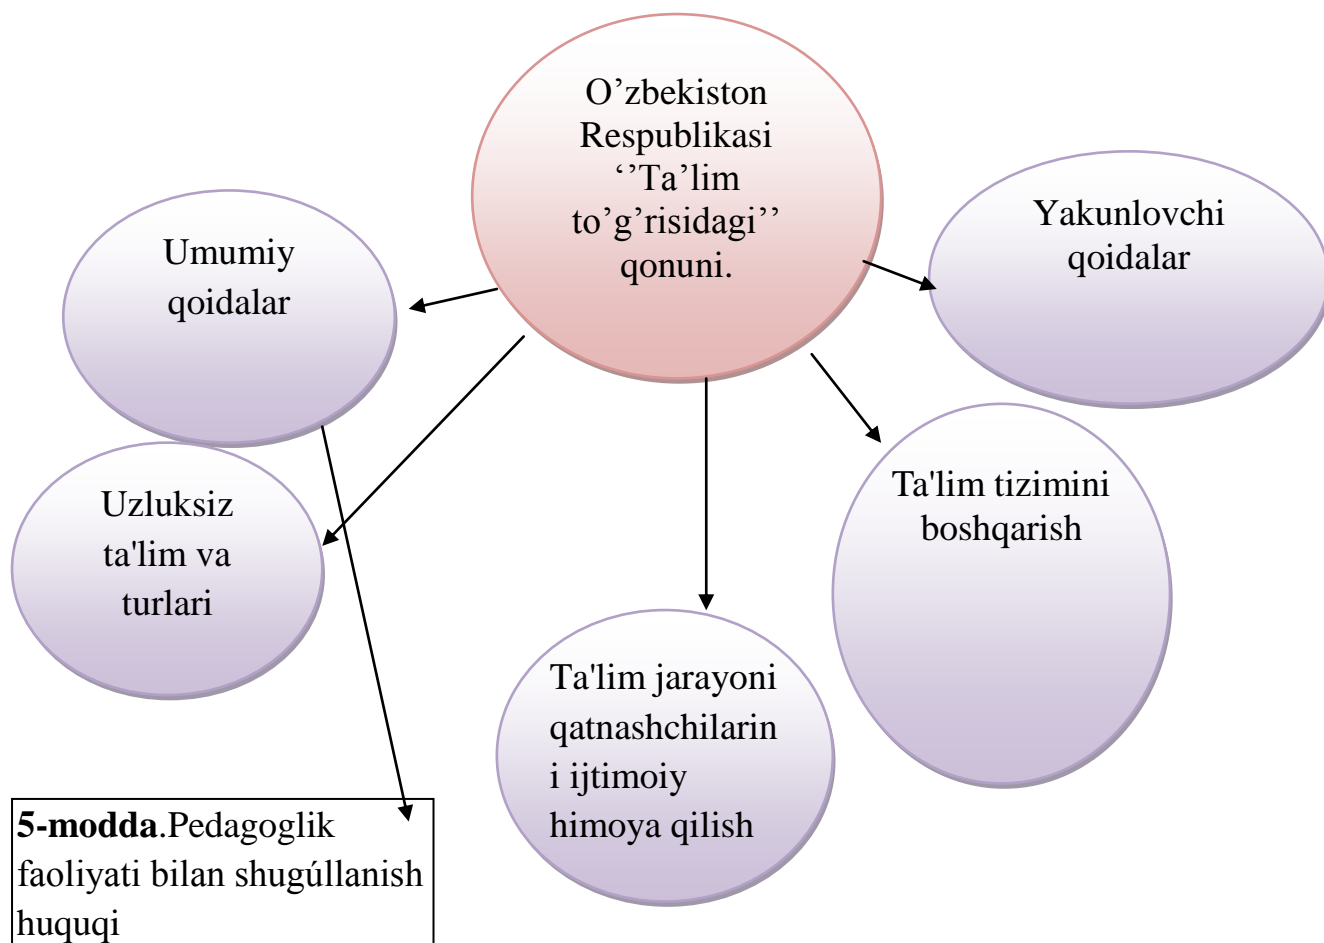 O’zbekiston
Respublikasi
‘’Ta’lim
to’g’risidagi’’
qonuni.
Umumiy
qoidalar
Yakunlovchi
qoidalar
Uzluksiz
ta'lim va
turlari
Ta'lim tizimini
boshqarish
Ta'lim jarayoni
qatnashchilarin
i ijtimoiy
himoya qilish
5-modda.Pedagoglik
faoliyati bilan shugúllanish
huquqi